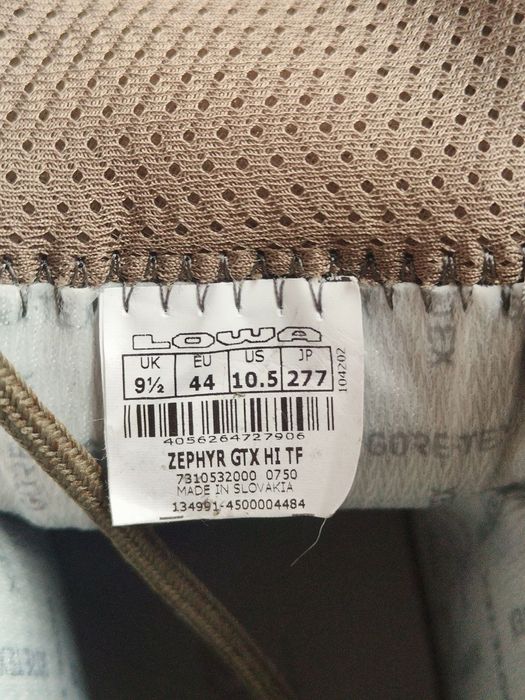 LOWA
UK EU US JP
9½ 44 10.5 277
104202
4056264727906
ZEPHYR GTX HI TF
7310532000 0750
MADE IN SLOVAKIA
134991-4500004484
GORE-TEX